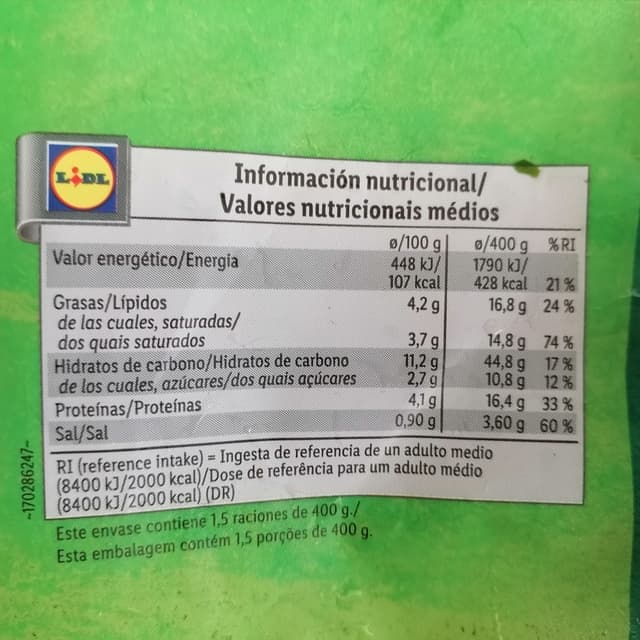 LIDL
Información nutricional/
Valores nutricionais médios
ø/100 g ø/400 g %RI
Valor energético/Energia 448 kJ/ 1790 kJ/
107 kcal 428 kcal 21 %
Grasas/Lípidos 4,2 g 16,8 g 24 %
de las cuales, saturadas/
dos quais saturados 3,7 g 14,8 g 74 %
Hidratos de carbono/Hidratos de carbono 11,2 g 44,8 g 17 %
de los cuales, azúcares/dos quais açúcares 2,7 g 10,8 g 12 %
Proteínas/Proteínas 4,1 g 16,4 g 33 %
Sal/Sal 0,90 g 3,60 g 60 %
RI (reference intake) = Ingesta de referencia de un adulto medio
(8400 kJ/2000 kcal)/Dose de referência para um adulto médio
(8400 kJ/2000 kcal) (DR)
-170286247-
Este envase contiene 1,5 raciones de 400 g./
Esta embalagem contém 1,5 porções de 400 g.